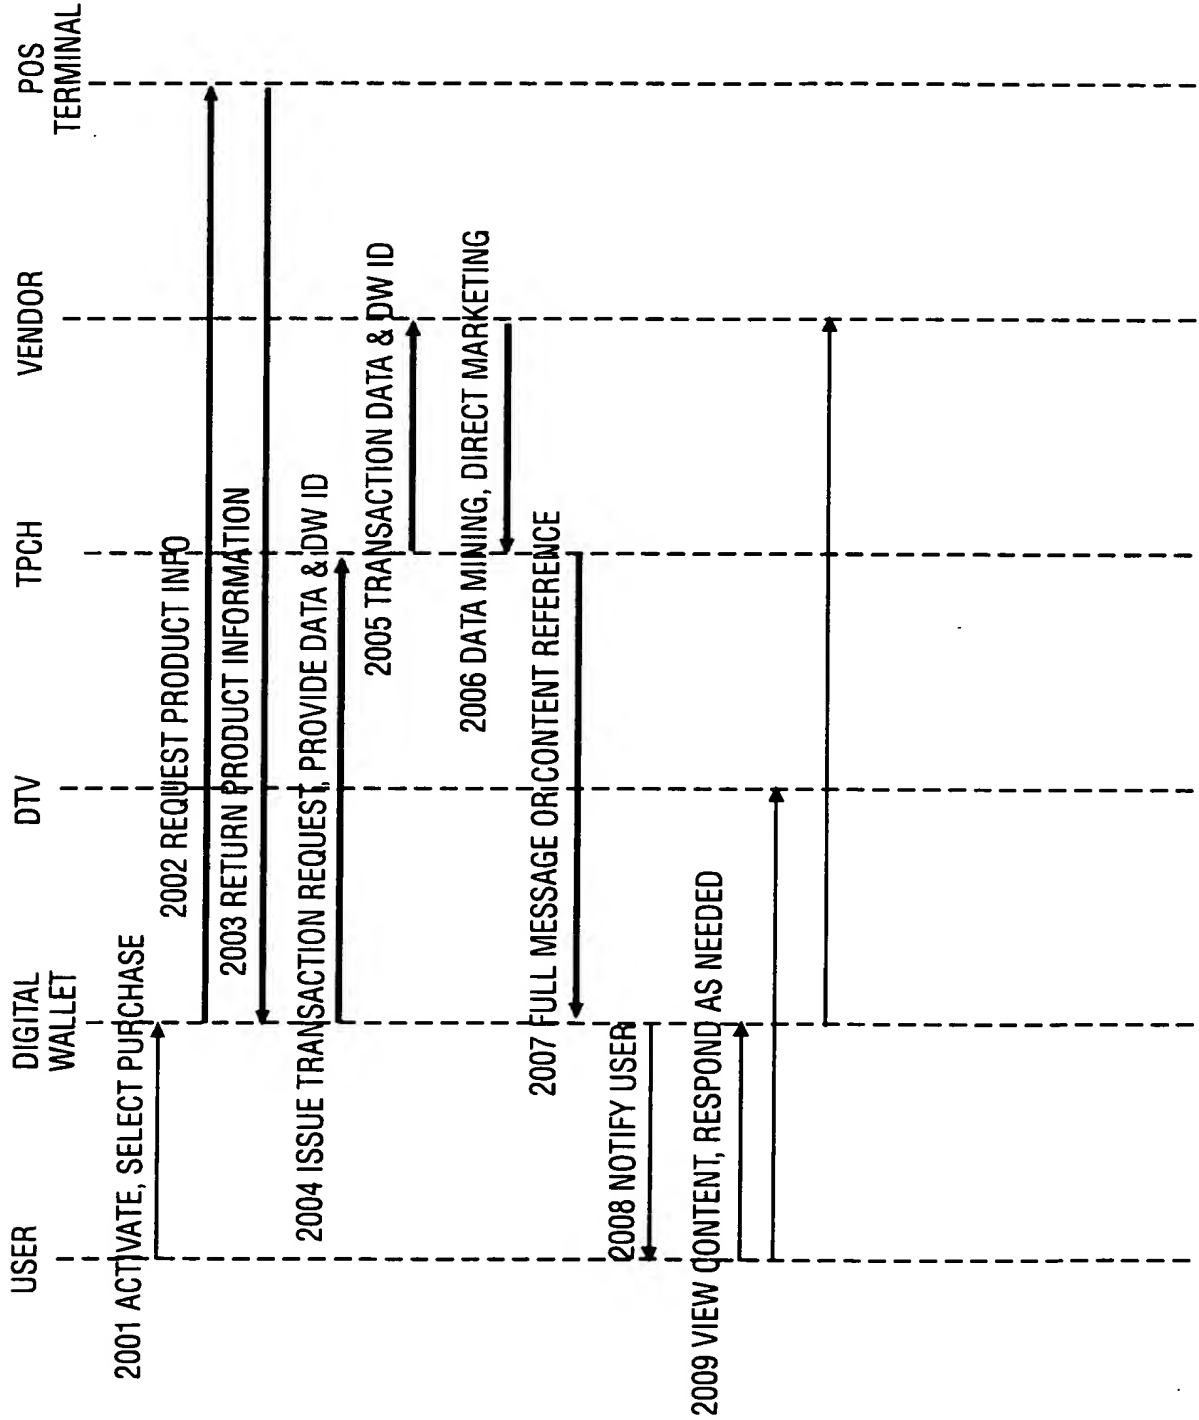 USER
DIGITAL
WALLET
DTV
TPCH
VENDOR
POS
TERMINAL
2001 ACTIVATE, SELECT PURCHASE
2002 REQUEST PRODUCT INFO
2003 RETURN PRODUCT INFORMATION
2004 ISSUE TRANSACTION REQUEST, PROVIDE DATA & DW ID
2005 TRANSACTION DATA & DW ID
2006 DATA MINING, DIRECT MARKETING
2007 FULL MESSAGE OR CONTENT REFERENCE
2008 NOTIFY USER
2009 VIEW CONTENT, RESPOND AS NEEDED